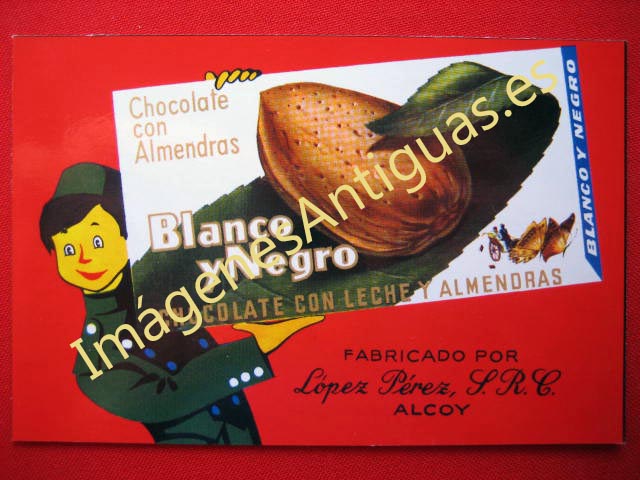 Chocolate
con
Almendras
Blanco
y Negro
CHOCOLATE CON LECHE Y ALMENDRAS
BLANCO Y NEGRO
FABRICADO POR
López Pérez, S.R.C.
ALCOY
ImágenesAntiguas.es